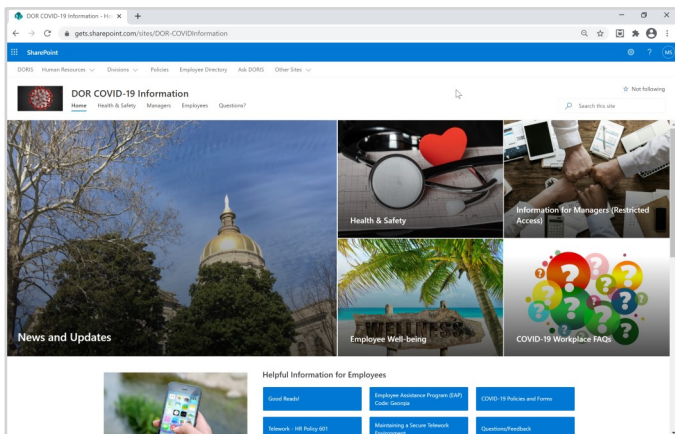 DOR COVID-19 Information - Ho
gets.sharepoint.com/sites/DOR-COVIDInformation
SharePoint
MS
DORIS Human Resources Divisions Policies Employee Directory Ask DORIS Other Sites
Not following
DOR COVID-19 Information
Home Health & Safety Managers Employees Questions?
Search this site
News and Updates
Health & Safety
Information for Managers (Restricted
Access)
WELLNESS
Employee Well-being
COVID-19 Workplace FAQs
Helpful Information for Employees
Good Reads!
Employee Assistance Program (EAP)
Code: Georgia
COVID-19 Policies and Forms
Telework - HR Policy 601
Maintaining a Secure Telework
Environment
Questions/Feedback